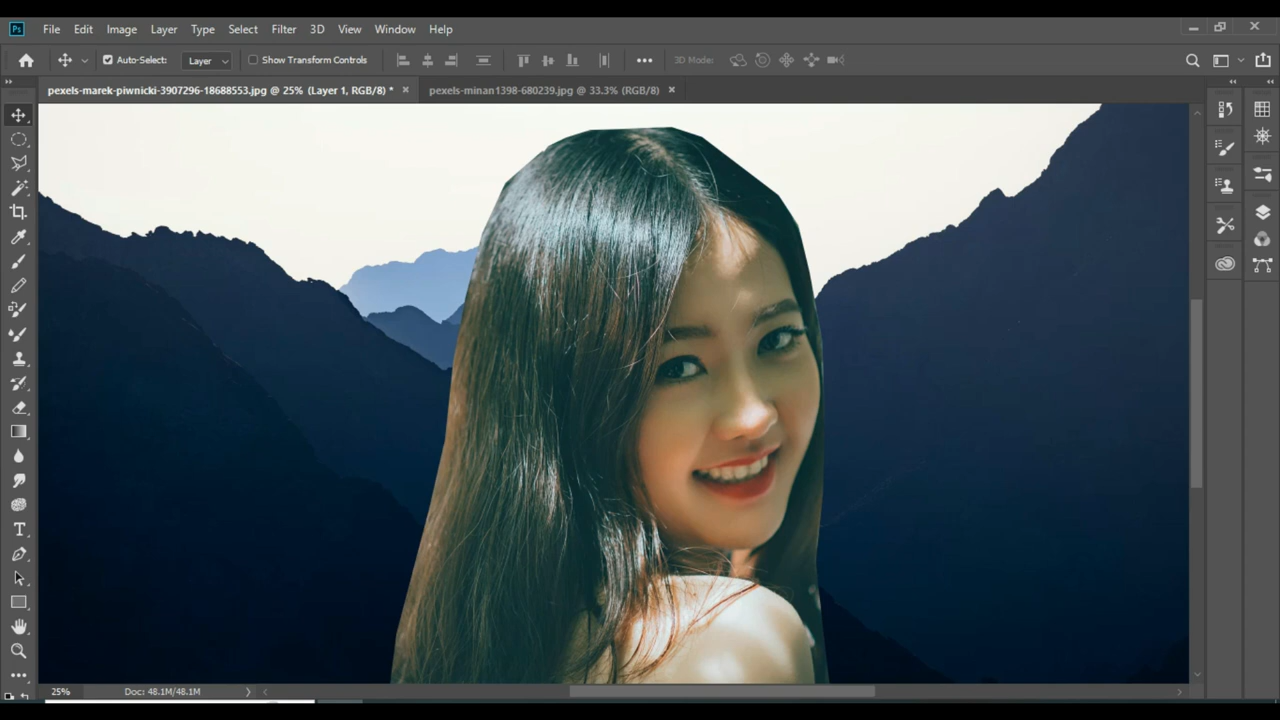 Ps File Edit Image Layer Type Select Filter 3D View Window Help
Auto-Select: Layer Show Transform Controls 3D Mode:
pexels-marek-piwnicki-3907296-18688553.jpg @ 25% (Layer 1, RGB/8) * pexels-minan1398-680239.jpg @ 33.3% (RGB/8)
25% Doc: 48.1M/48.1M